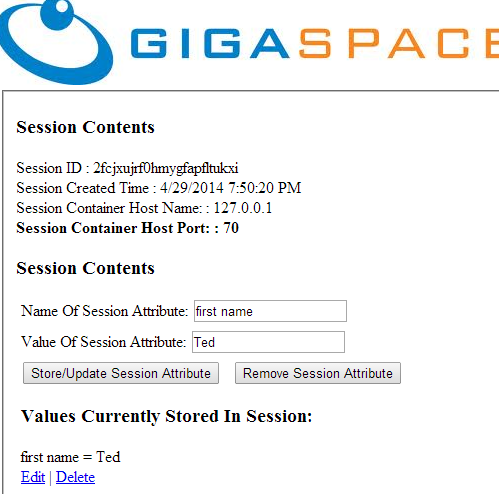 GIGASPACE
Session Contents
Session ID : 2fcjxujrf0hmygfapfltukxi
Session Created Time : 4/29/2014 7:50:20 PM
Session Container Host Name: : 127.0.0.1
Session Container Host Port: : 70
Session Contents
Name Of Session Attribute: first name
Value Of Session Attribute: Ted
Store/Update Session Attribute Remove Session Attribute
Values Currently Stored In Session:
first name = Ted
Edit | Delete